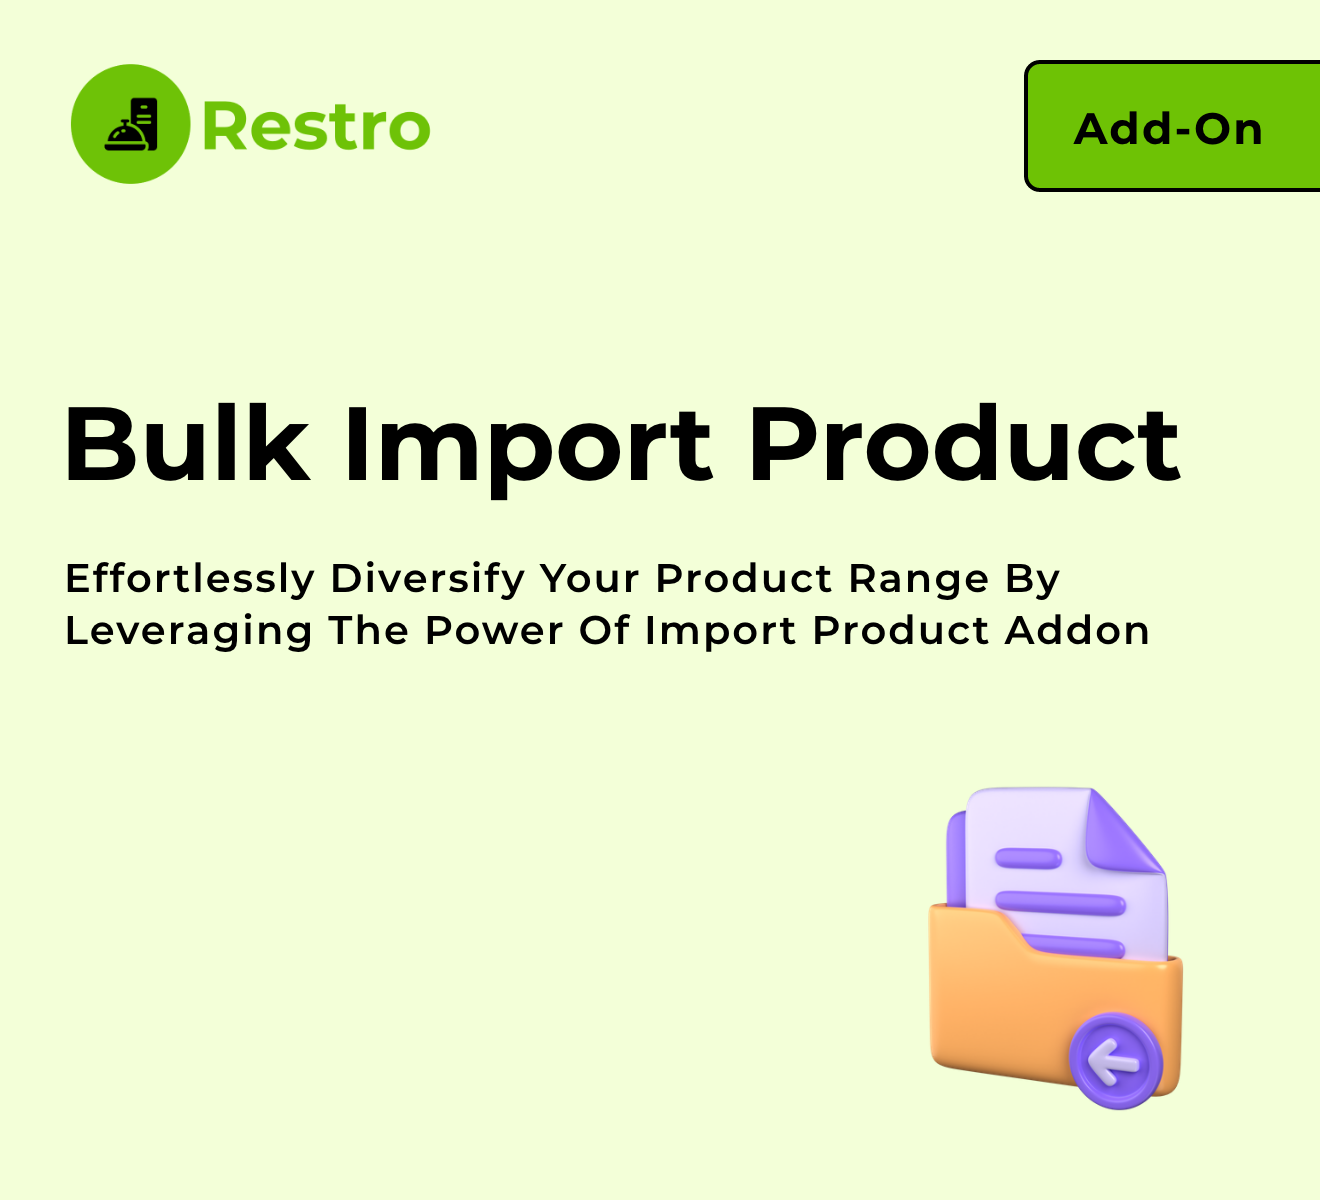 Restro
Add-On
Bulk Import Product
Effortlessly Diversify Your Product Range By
Leveraging The Power Of Import Product Addon